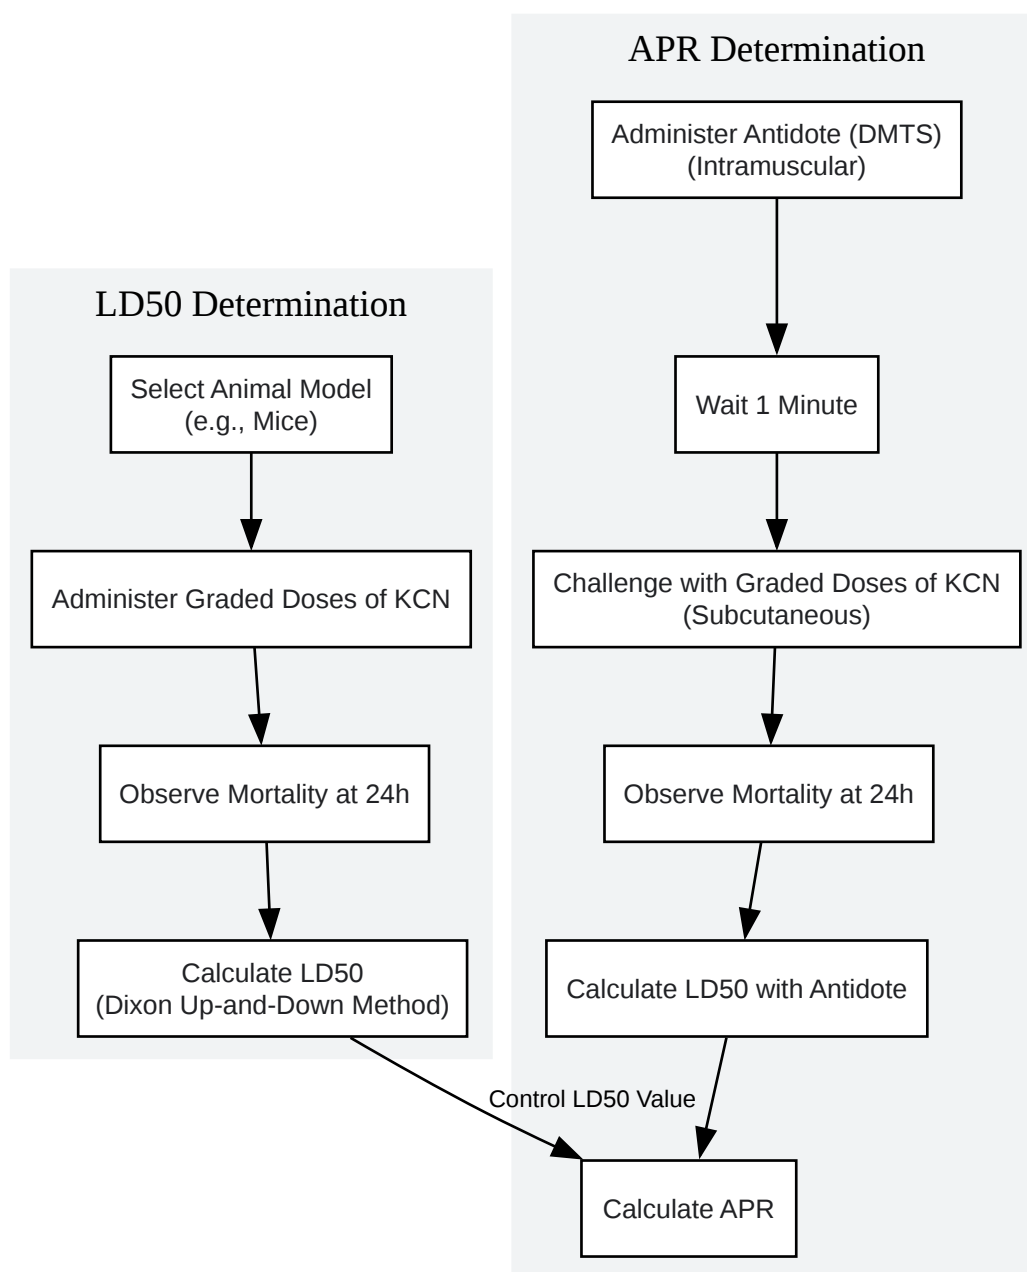 LD50 Determination
Select Animal Model
(e.g., Mice)
Administer Graded Doses of KCN
Observe Mortality at 24h
Calculate LD50
(Dixon Up-and-Down Method)
Control LD50 Value
APR Determination
Administer Antidote (DMTS)
(Intramuscular)
Wait 1 Minute
Challenge with Graded Doses of KCN
(Subcutaneous)
Observe Mortality at 24h
Calculate LD50 with Antidote
Calculate APR